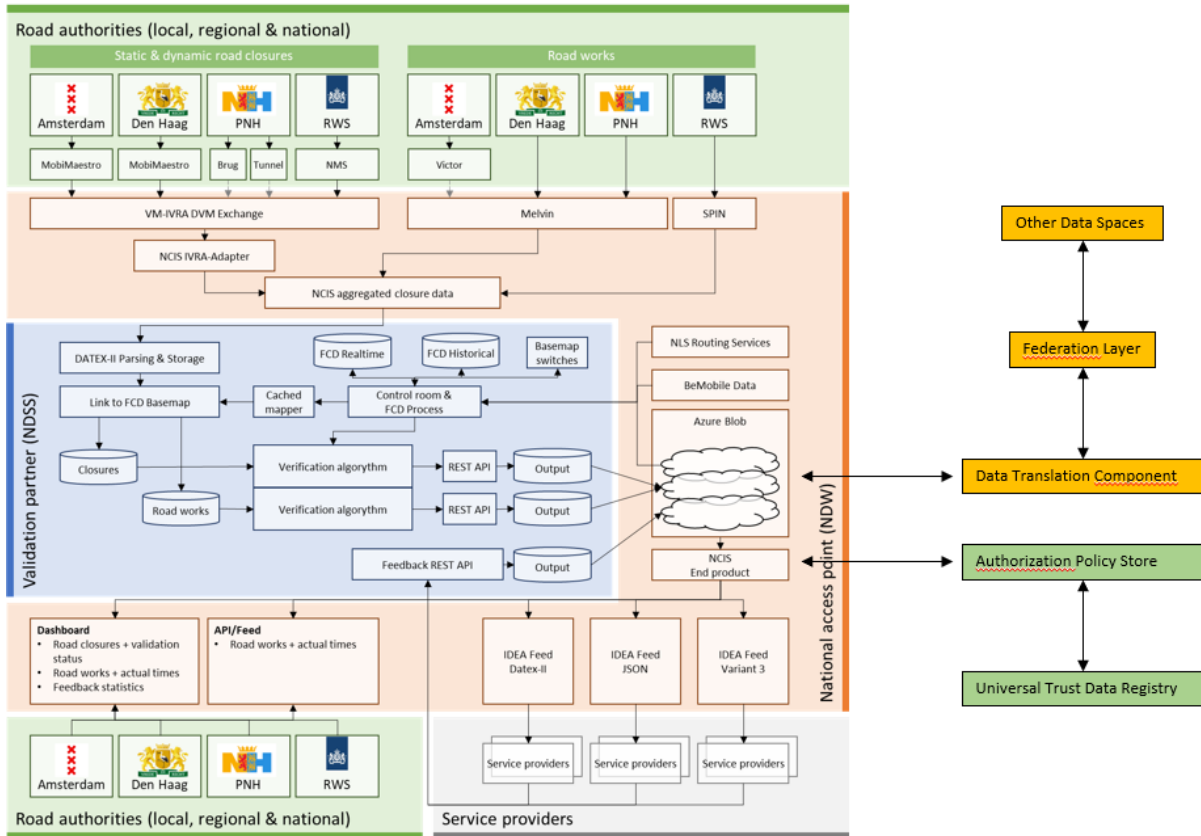 Road authorities (local, regional & national)
Static & dynamic road closures
Road works
Amsterdam
Den Haag
PNH
RWS
Amsterdam
Den Haag
PNH
RWS
MobiMaestro
MobiMaestro
Brug
Tunnel
NMS
Victor
VM-IVRA DVM Exchange
Melvin
SPIN
NCIS IVRA-Adapter
NCIS aggregated closure data
Other Data Spaces
Federation Layer
Data Translation Component
Authorization Policy Store
Universal Trust Data Registry
Validation partner (NDSS)
DATEX-II Parsing & Storage
FCD Realtime
FCD Historical
Basemap
switches
Link to FCD Basemap
Cached
mapper
Control room &
FCD Process
Closures
Verification algorythm
REST API
Output
Road works
Verification algorythm
REST API
Output
Feedback REST API
Output
NLS Routing Services
BeMobile Data
Azure Blob
NCIS
End product
National access point (NDW)
Dashboard
• Road closures + validation
status
• Road works + actual times
• Feedback statistics
API/Feed
• Road works + actual times
IDEA Feed
Datex-II
IDEA Feed
JSON
IDEA Feed
Variant 3
Amsterdam
Den Haag
PNH
RWS
Service providers
Service providers
Service providers
Road authorities (local, regional & national)
Service providers